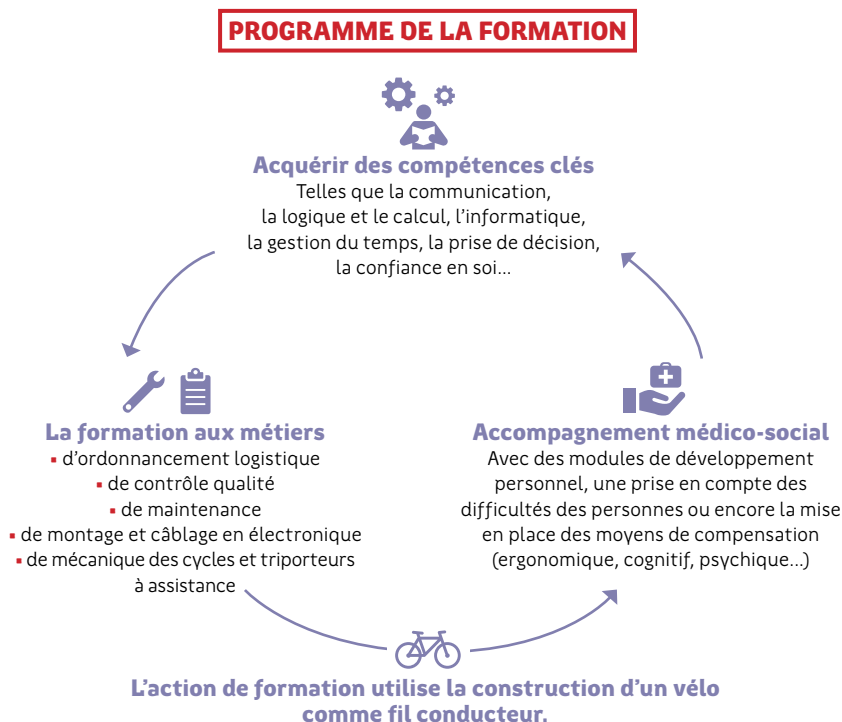 PROGRAMME DE LA FORMATION
Acquérir des compétences clés
Telles que la communication,
la logique et le calcul, l'informatique,
la gestion du temps, la prise de décision,
la confiance en soi...
La formation aux métiers
▪ d'ordonnancement logistique
▪ de contrôle qualité
▪ de maintenance
▪ de montage et câblage en électronique
▪ de mécanique des cycles et triporteurs
à assistance
Accompagnement médico-social
Avec des modules de développement
personnel, une prise en compte des
difficultés des personnes ou encore la mise
en place des moyens de compensation
(ergonomique, cognitif, psychique...)
L'action de formation utilise la construction d'un vélo
comme fil conducteur.